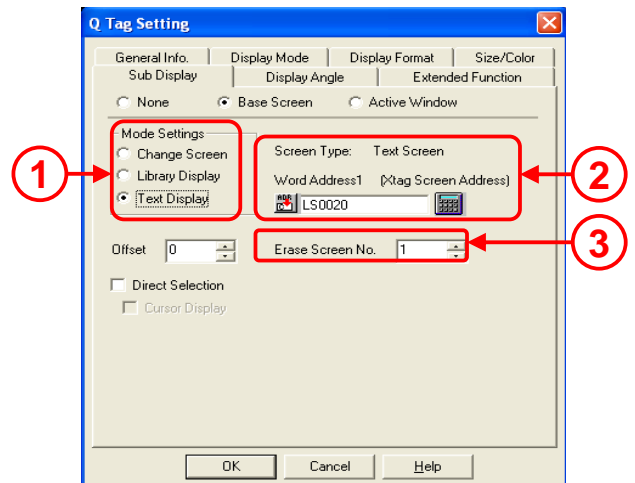 Q Tag Setting
General Info. Display Mode Display Format Size/Color
Sub Display Display Angle Extended Function
None Base Screen Active Window
Mode Settings
Change Screen
Library Display
Text Display
1
Screen Type: Text Screen
Word Address1 (Xtag Screen Address)
ADR LS0020
2
Offset 0
Erase Screen No. 1
3
Direct Selection
Cursor Display
OK Cancel Help